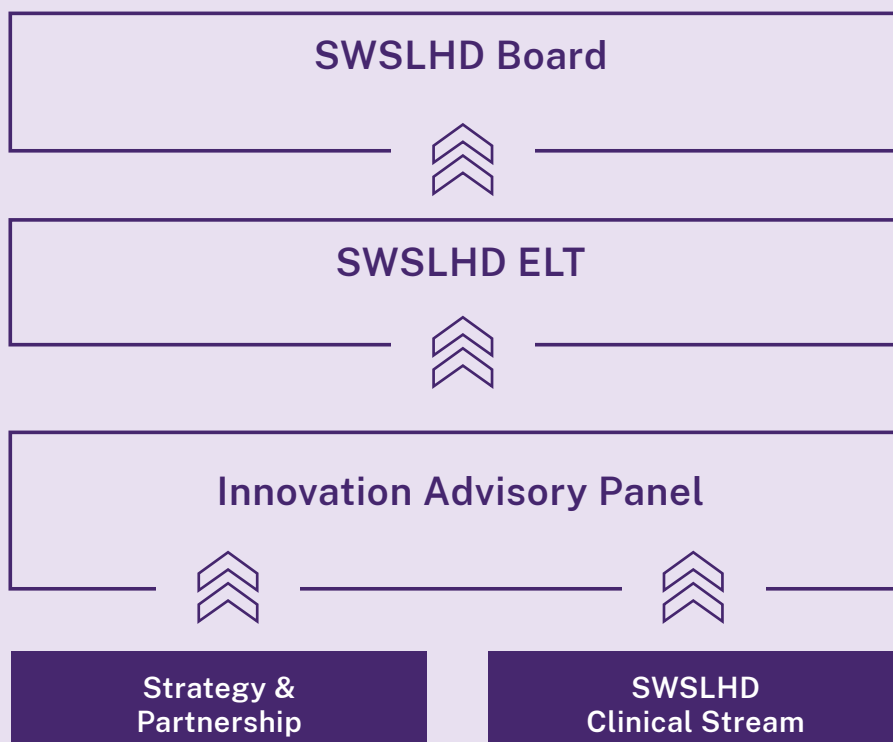 SWSLHD Board
SWSLHD ELT
Innovation Advisory Panel
Strategy &
Partnership
SWSLHD
Clinical Stream